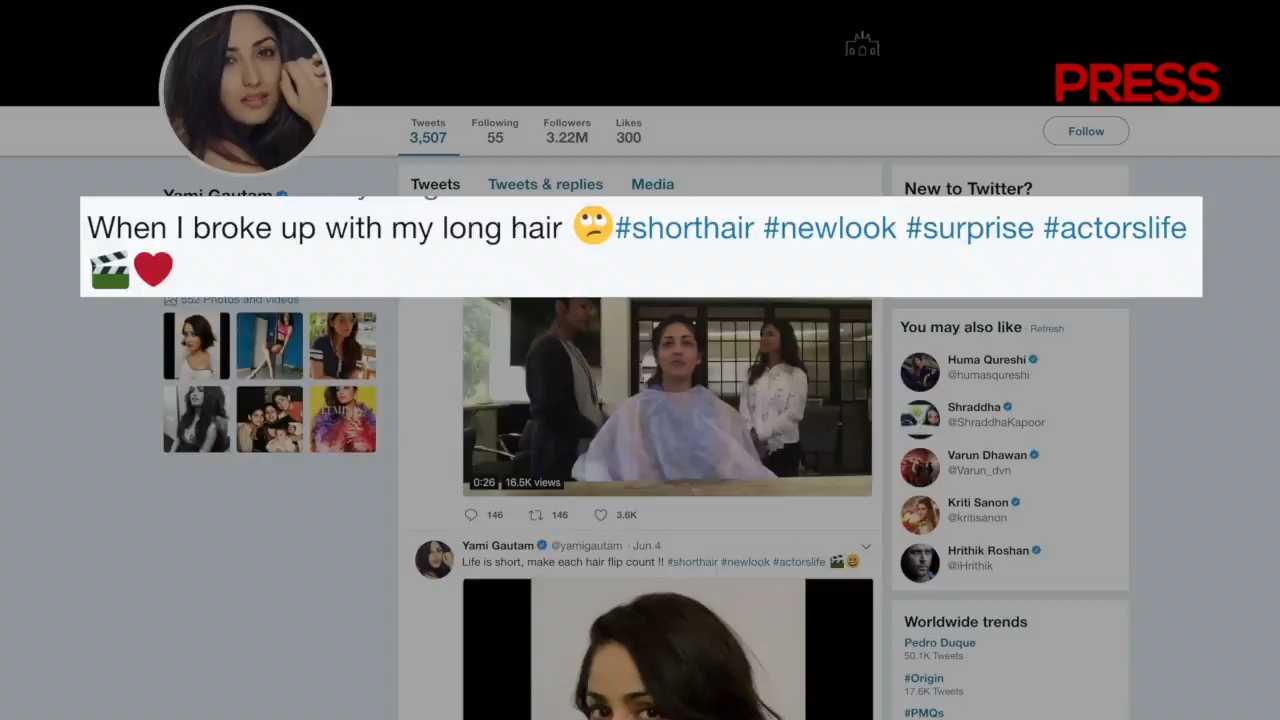 PRESS
Tweets Following Followers Likes
3,507 55 3.22M 300
Follow
Yami Gautam
Tweets Tweets & replies Media
New to Twitter?
When I broke up with my long hair 🙄#shorthair #newlook #surprise #actorslife
🎬❤️
552 Photos and videos
FEMINA
0:26 16.5K views
146 146 3.6K
Yami Gautam @yamigautam · Jun 4
Life is short, make each hair flip count !! #shorthair #newlook #actorslife 🎬😃
You may also like · Refresh
Huma Qureshi
@humasqureshi
Shraddha
@ShraddhaKapoor
Varun Dhawan
@Varun_dvn
Kriti Sanon
@kritisanon
Hrithik Roshan
@iHrithik
Worldwide trends
Pedro Duque
50.1K Tweets
#Origin
17.6K Tweets
#PMQs